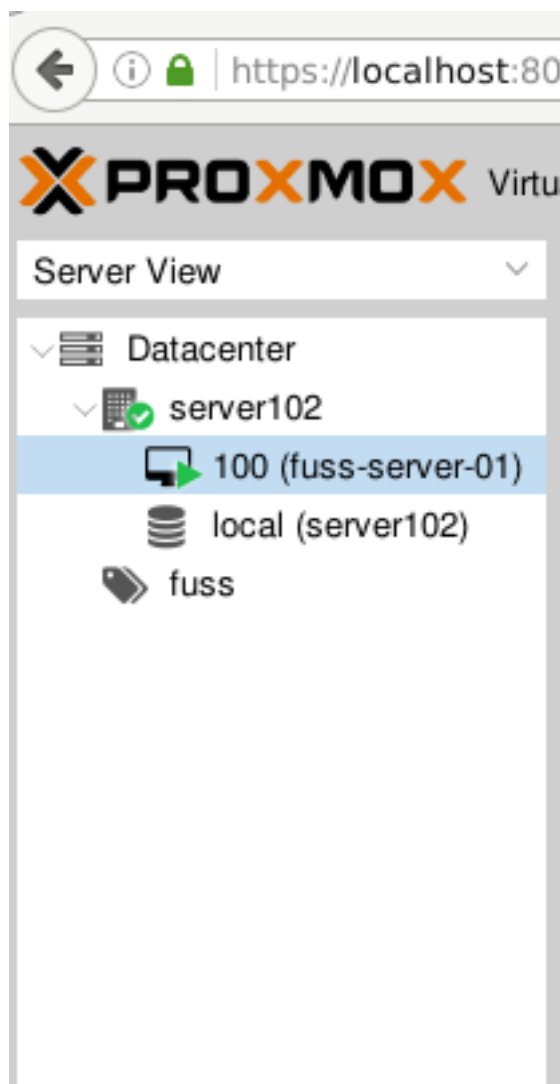 https://localhost:80
PROXMOX Virtu
Server View
Datacenter
server102
100 (fuss-server-01)
local (server102)
fuss